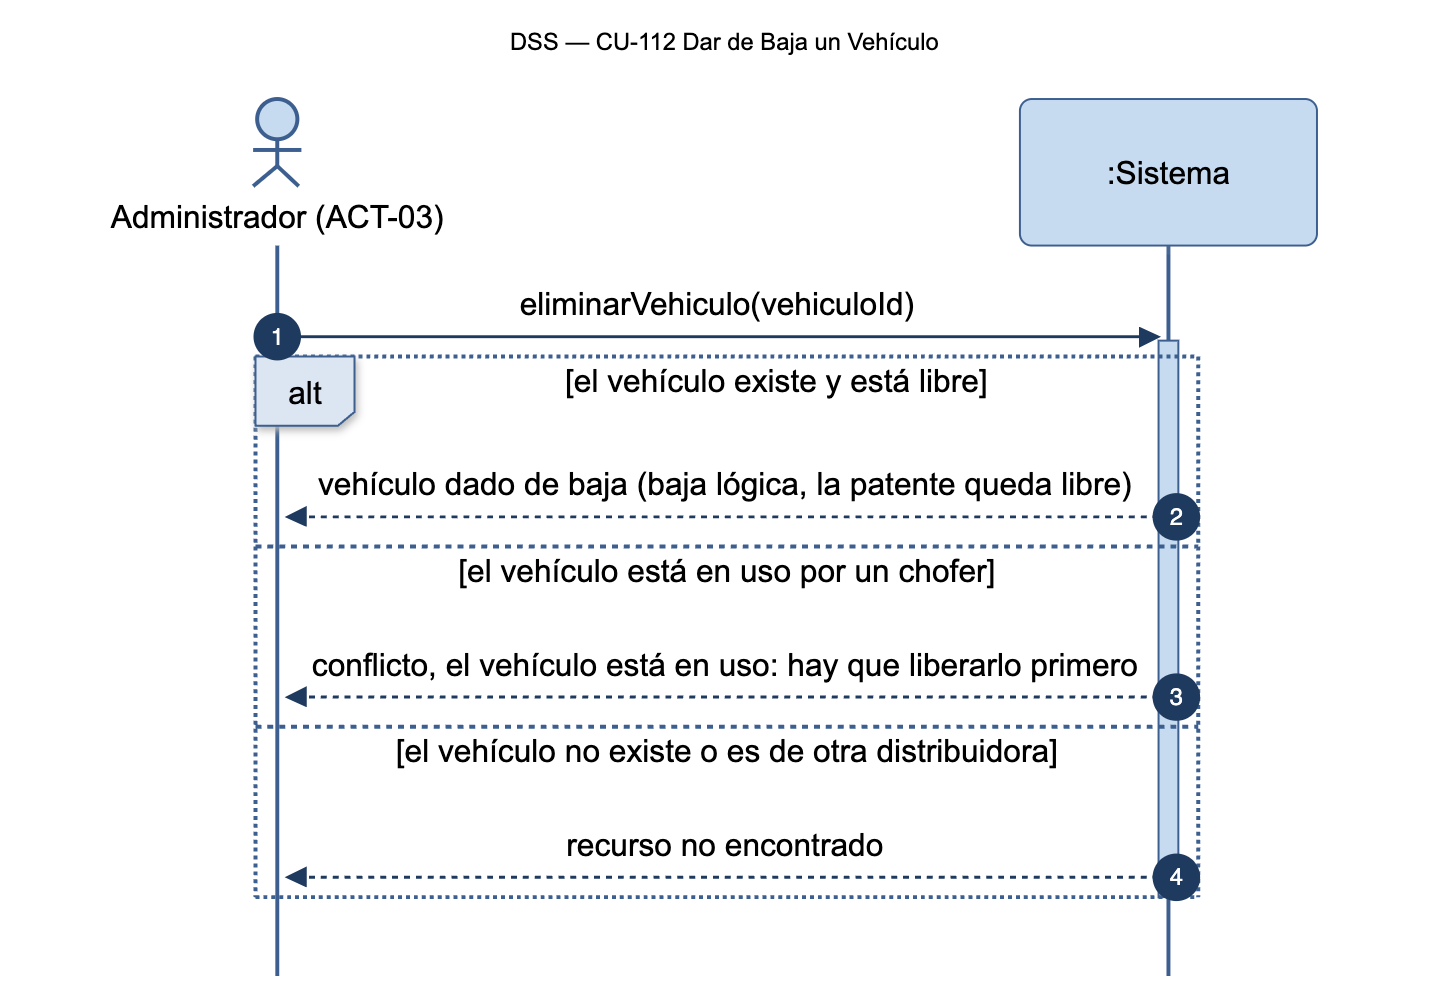 DSS — CU-112 Dar de Baja un Vehículo
Administrador (ACT-03)
:Sistema
eliminarVehiculo(vehiculoId)
1
alt
[el vehículo existe y está libre]
vehículo dado de baja (baja lógica, la patente queda libre)
2
[el vehículo está en uso por un chofer]
conflicto, el vehículo está en uso: hay que liberarlo primero
3
[el vehículo no existe o es de otra distribuidora]
recurso no encontrado
4